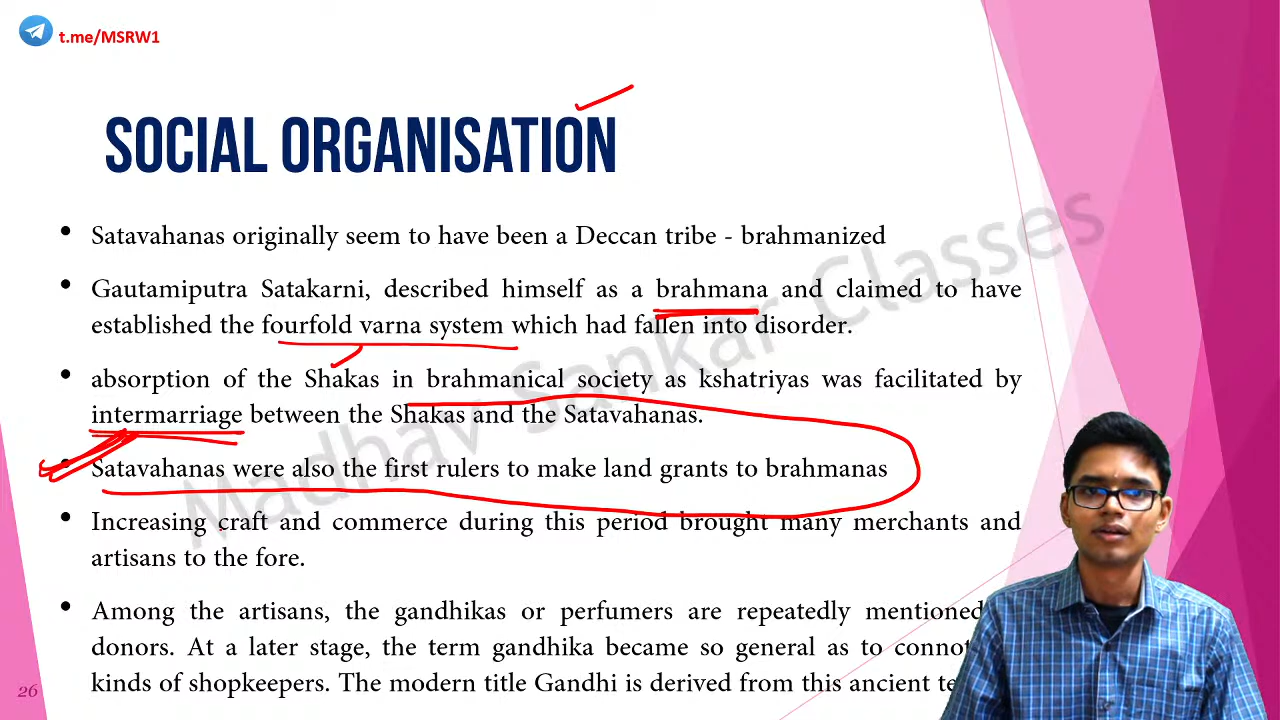 t.me/MSRW1
SOCIAL ORGANISATION
• Satavahanas originally seem to have been a Deccan tribe - brahmanized
• Gautamiputra Satakarni, described himself as a brahmana and claimed to have
established the fourfold varna system which had fallen into disorder.
• absorption of the Shakas in brahmanical society as kshatriyas was facilitated by
intermarriage between the Shakas and the Satavahanas.
• Satavahanas were also the first rulers to make land grants to brahmanas
• Increasing craft and commerce during this period brought many merchants and
artisans to the fore.
• Among the artisans, the gandhikas or perfumers are repeatedly mentioned
donors. At a later stage, the term gandhika became so general as to
kinds of shopkeepers. The modern title Gandhi is derived from this ancient
Madhav Sankar Classes
26